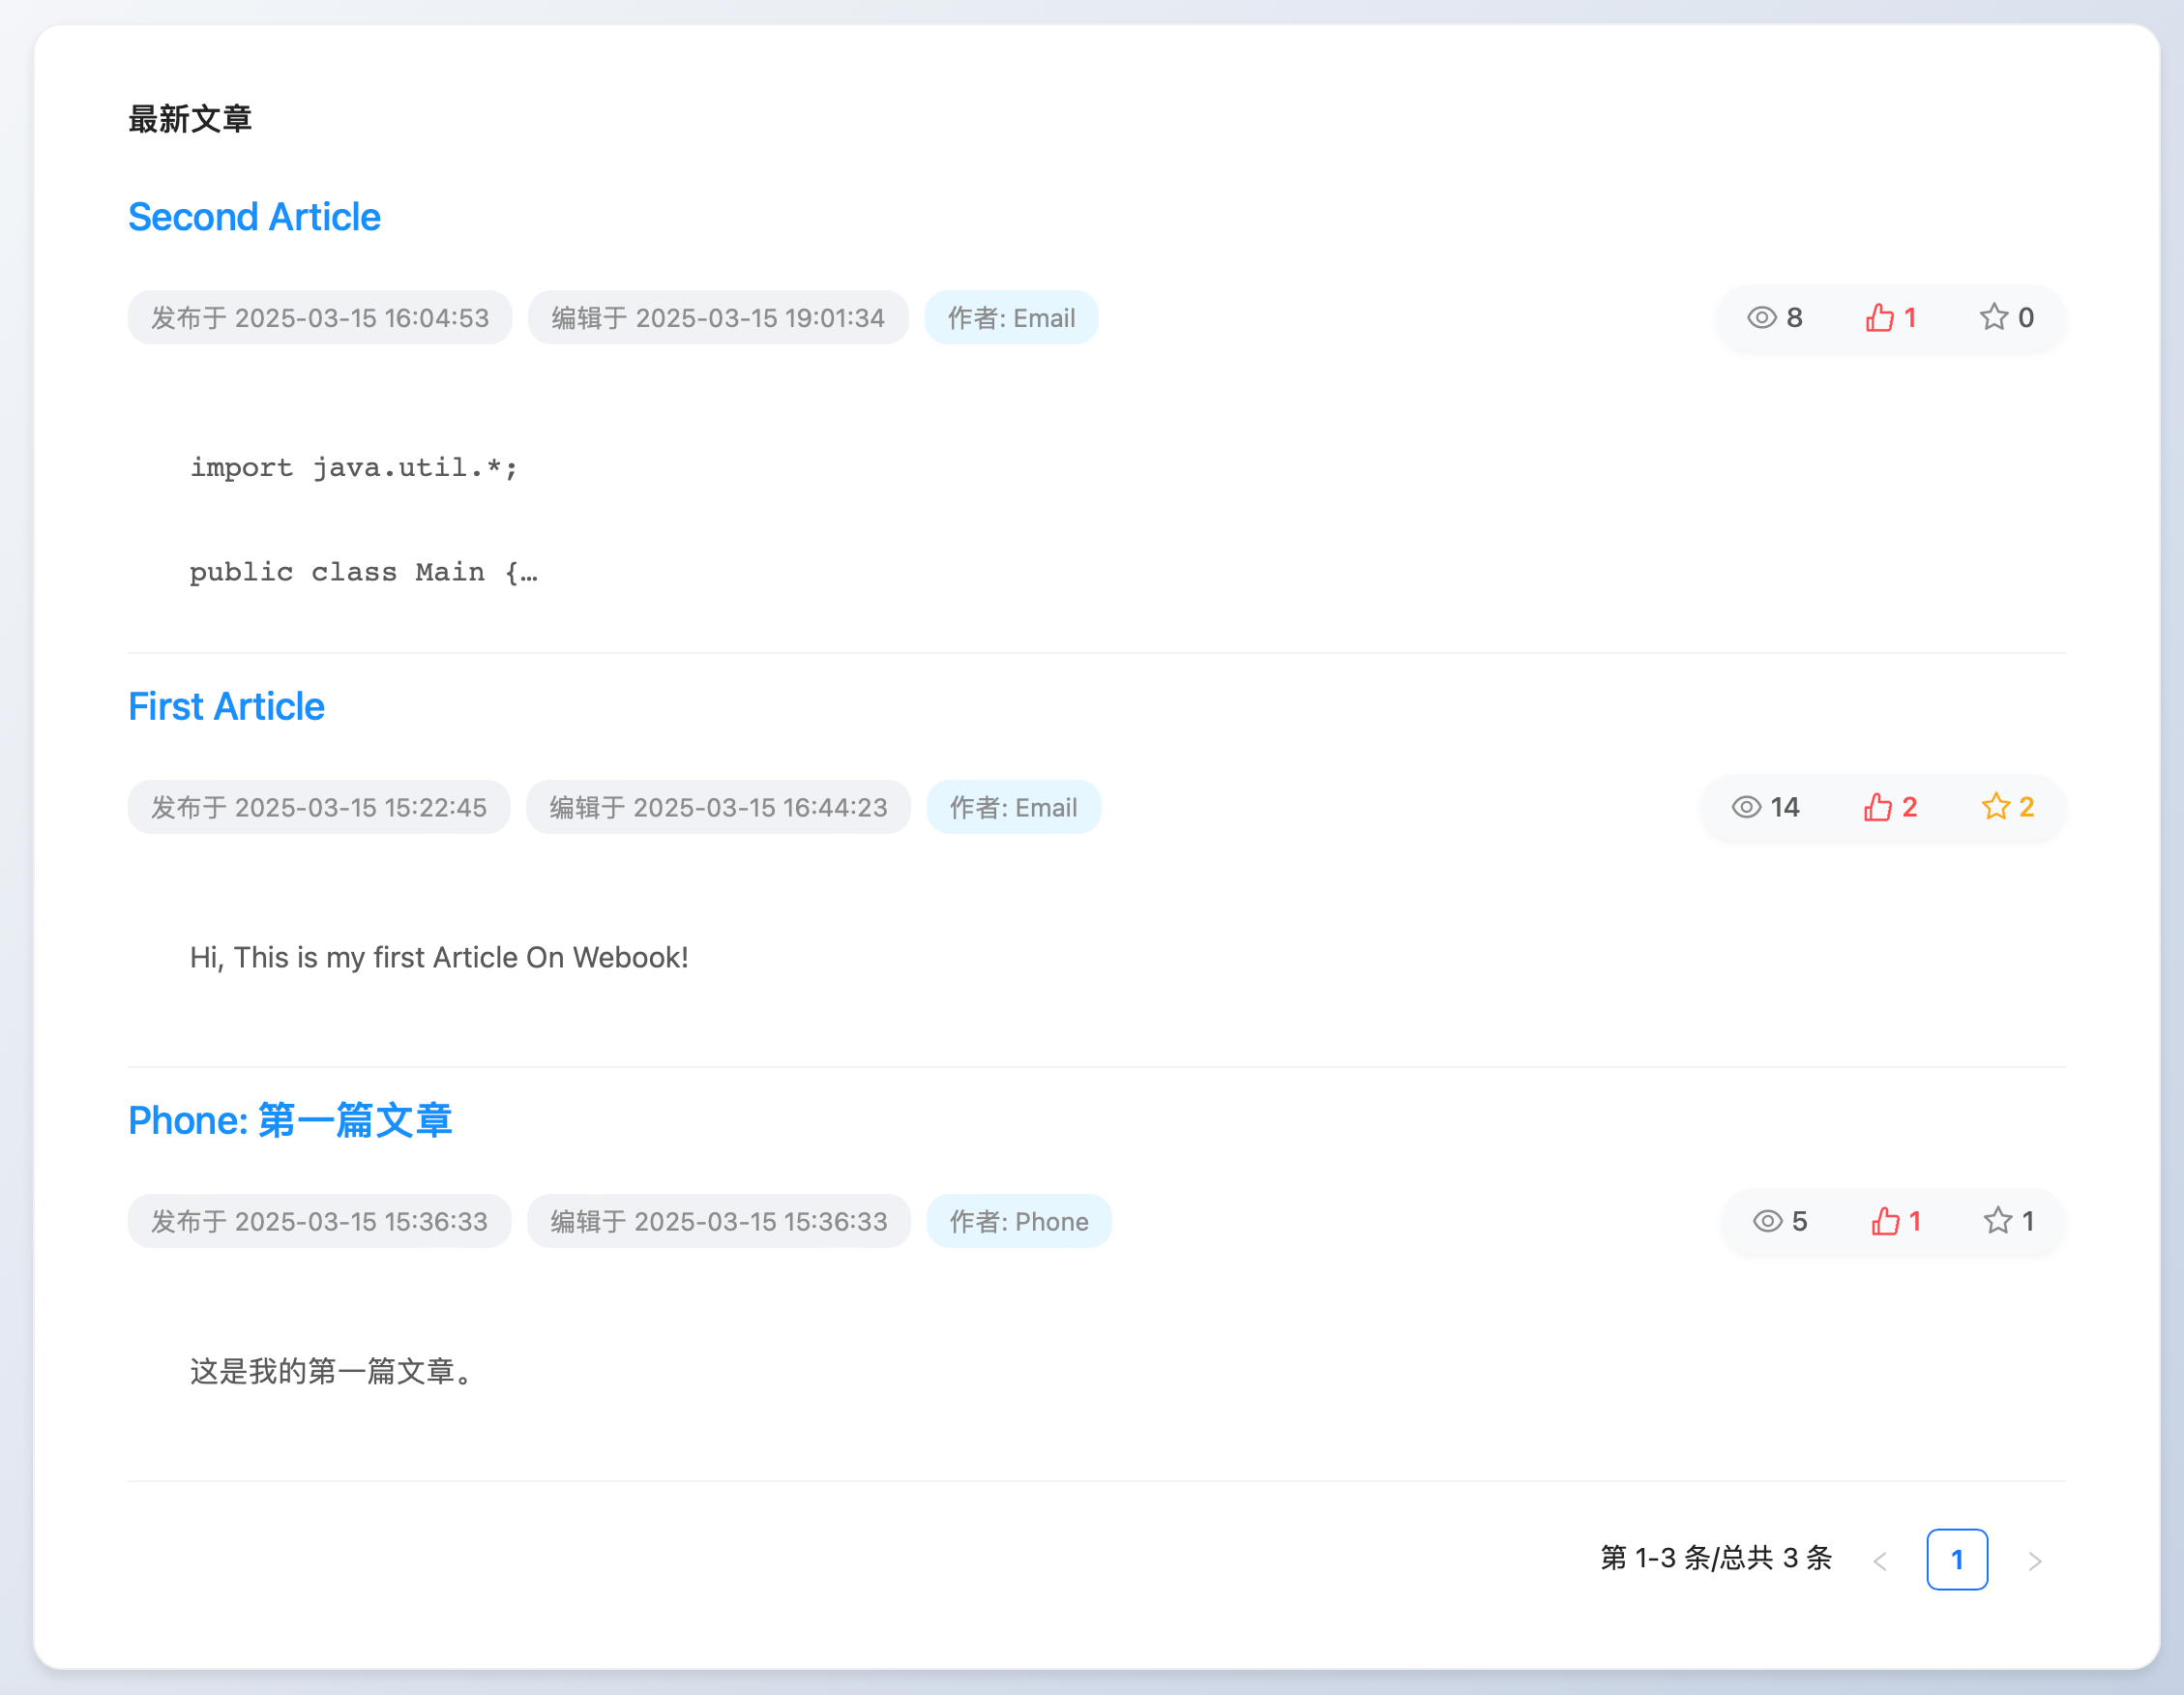 最新文章
Second Article
发布于 2025-03-15 16:04:53 编辑于 2025-03-15 19:01:34 作者: Email 8 1 0
import java.util.*;
public class Main {…
First Article
发布于 2025-03-15 15:22:45 编辑于 2025-03-15 16:44:23 作者: Email 14 2 2
Hi, This is my first Article On Webook!
Phone: 第一篇文章
发布于 2025-03-15 15:36:33 编辑于 2025-03-15 15:36:33 作者: Phone 5 1 1
这是我的第一篇文章。
第 1-3 条/总共 3 条 < 1 >